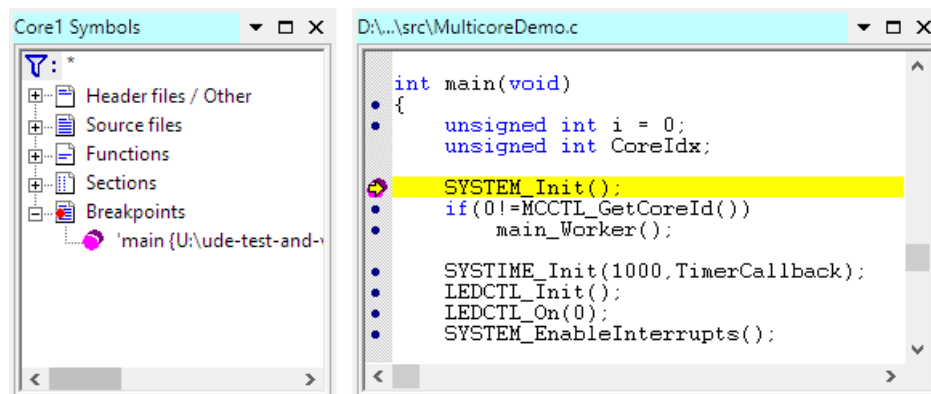 Core1 Symbols
: *
Header files / Other
Source files
Functions
Sections
Breakpoints
'main {U:\ude-test-and-
D:\...\src\MulticoreDemo.c
int main(void)
{
unsigned int i = 0;
unsigned int CoreIdx;
SYSTEM_Init();
if(0!=MCCTL_GetCoreId())
main_Worker();
SYSTIME_Init(1000,TimerCallback);
LEDCTL_Init();
LEDCTL_On(0);
SYSTEM_EnableInterrupts();